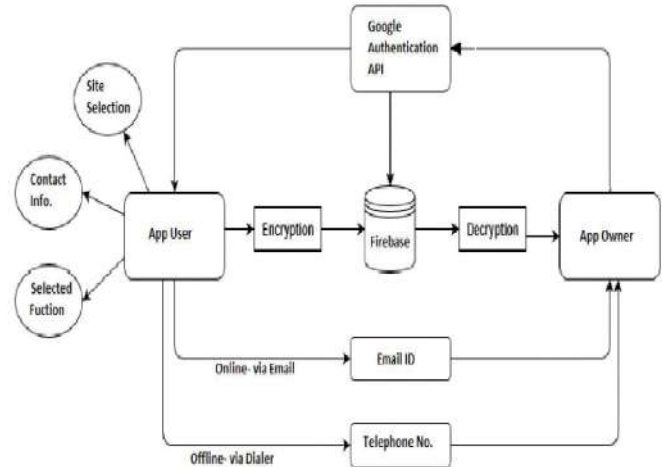 Google
Authentication
API
Site
Selection
Contact
Info.
App User
Encryption
Firebase
Decryption
App Owner
Selected
Fuction
Online- via Email
Email ID
Offline- via Dialer
Telephone No.